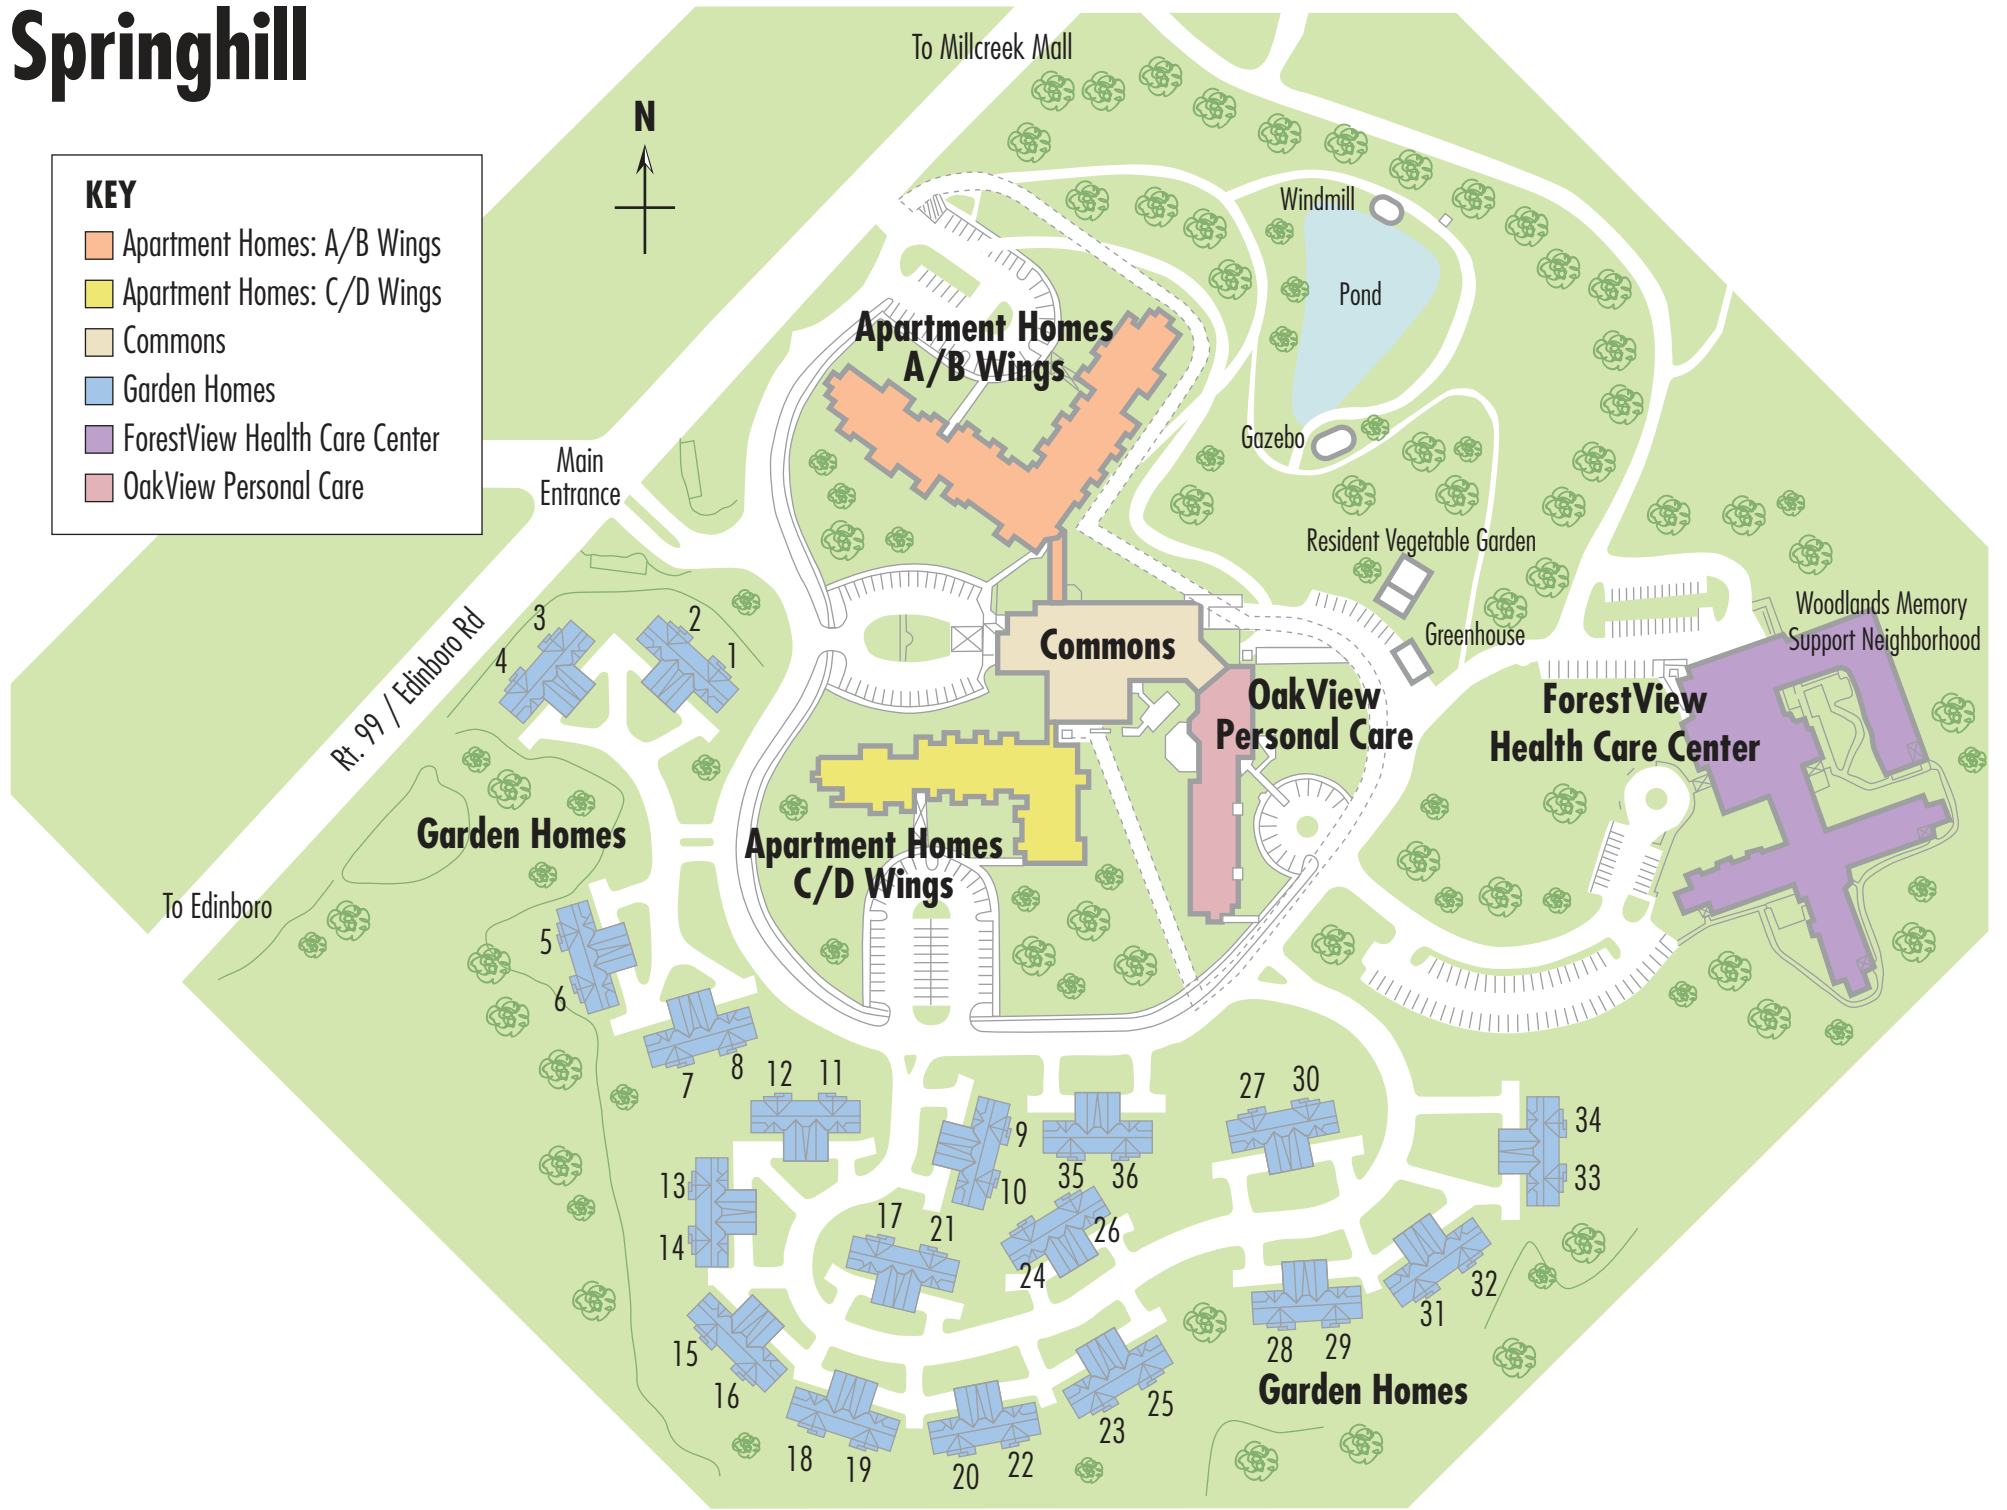 Springhill
To Millcreek Mall
N
KEY
Apartment Homes: A/B Wings
Apartment Homes: C/D Wings
Commons
Garden Homes
ForestView Health Care Center
OakView Personal Care
Windmill
Pond
Gazebo
Apartment Homes
A/B Wings
Main
Entrance
Resident Vegetable Garden
Greenhouse
Woodlands Memory
Support Neighborhood
Rt. 99 / Edinboro Rd
3
2
4
1
Commons
OakView
Personal Care
ForestView
Health Care Center
Garden Homes
Apartment Homes
C/D Wings
To Edinboro
5
6
7
8
12
11
9
10
35
36
27
30
34
33
13
14
17
21
26
24
32
31
28
29
15
16
18
19
20
22
23
25
Garden Homes